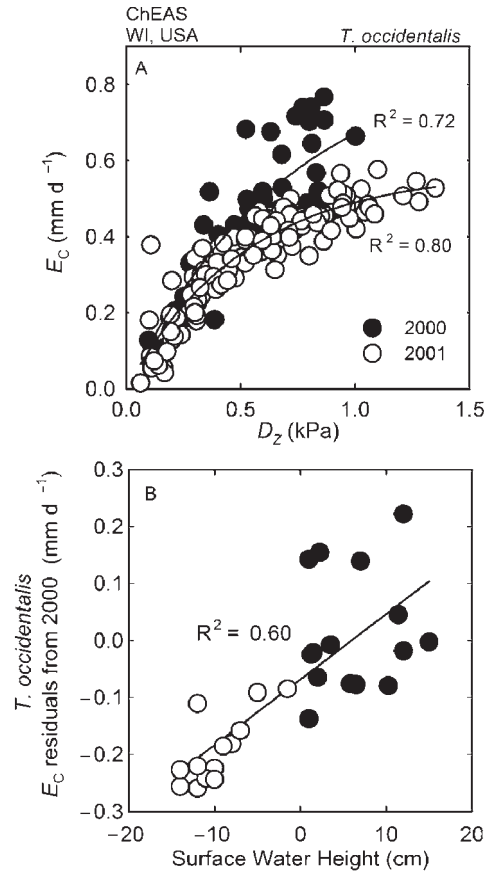 ChEAS
WI, USA
T. occidentalis
A
0.8
0.6
0.4
0.2
0.0
E_C (mm d⁻¹)
R² = 0.72
R² = 0.80
2000
2001
0.0 0.5 1.0 1.5
D_Z (kPa)
B
0.3
0.2
0.1
0.0
−0.1
−0.2
−0.3
T. occidentalis
E_C residuals from 2000 (mm d⁻¹)
R² = 0.60
−20 −10 0 10 20
Surface Water Height (cm)